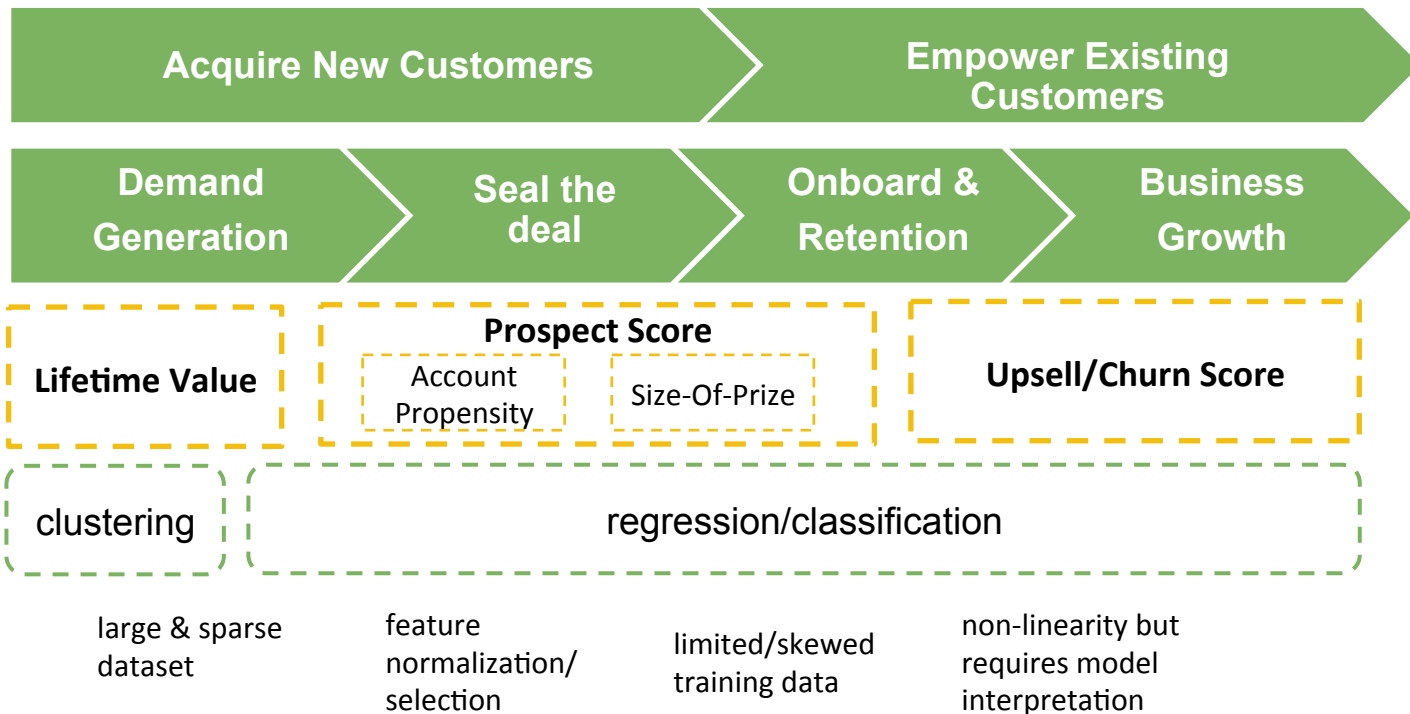 Acquire New Customers
Empower Existing
Customers
Demand
Generation
Seal the
deal
Onboard &
Retention
Business
Growth
Lifetime Value
Prospect Score
Account
Propensity
Size-Of-Prize
Upsell/Churn Score
clustering
regression/classification
large & sparse
dataset
feature
normalization/
selection
limited/skewed
training data
non-linearity but
requires model
interpretation